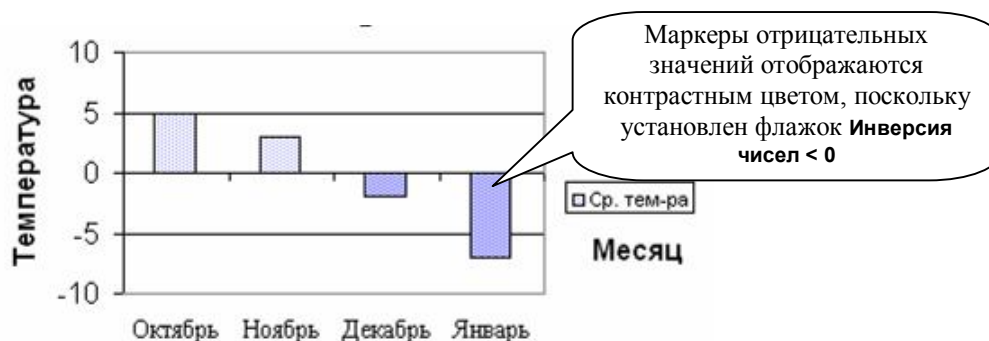 Маркеры отрицательных
значений отображаются
контрастным цветом, поскольку
установлен флажок Инверсия
чисел < 0
Температура
10
5
0
-5
-10
Октябрь Ноябрь Декабрь Январь
Ср. тем-ра
Месяц